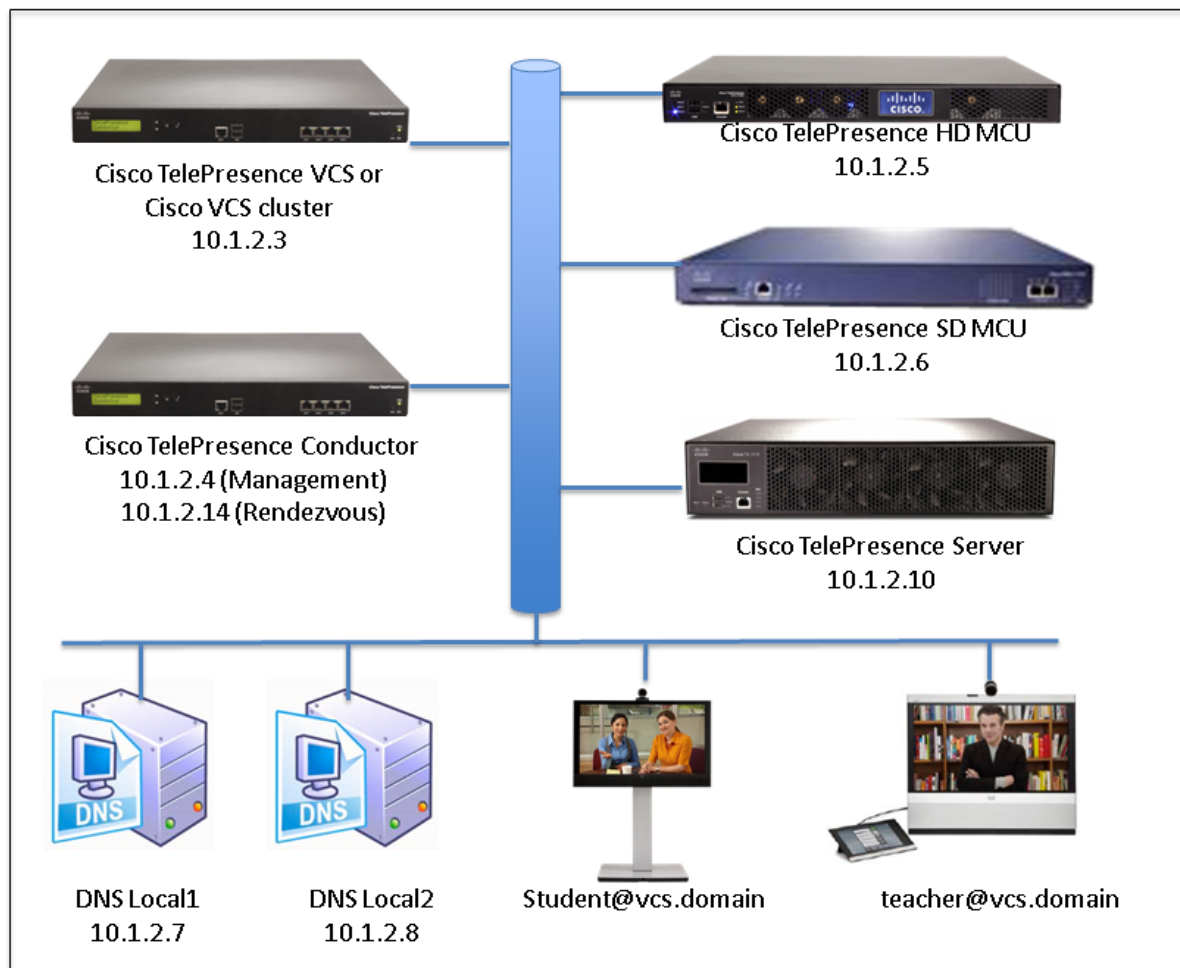 Cisco TelePresence VCS or
Cisco VCS cluster
10.1.2.3
CISCO
Cisco TelePresence HD MCU
10.1.2.5
Cisco TelePresence SD MCU
10.1.2.6
Cisco TelePresence Conductor
10.1.2.4 (Management)
10.1.2.14 (Rendezvous)
Cisco TelePresence Server
10.1.2.10
DNS
DNS
DNS Local1
10.1.2.7
DNS Local2
10.1.2.8
Student@vcs.domain
teacher@vcs.domain